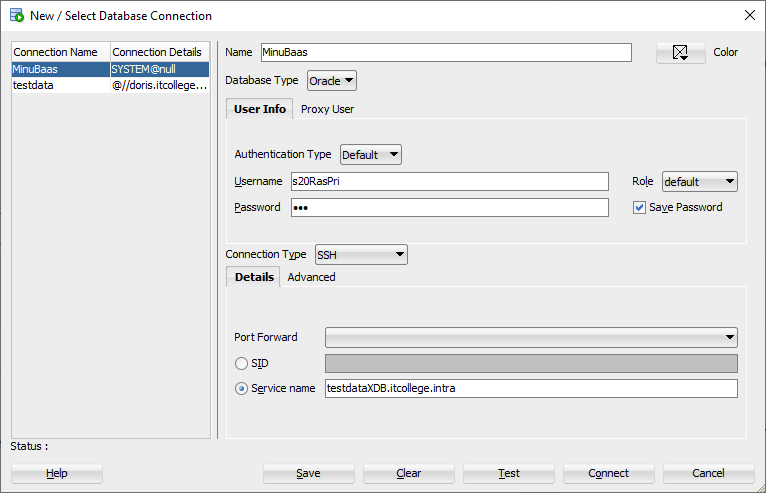 New / Select Database Connection
Connection Name Connection Details
MinuBaas SYSTEM@null
testdata @//doris.itcollege...
Name MinuBaas Color
Database Type Oracle
User Info Proxy User
Authentication Type Default
Username s20RasPri Role default
Password ••• Save Password
Connection Type SSH
Details Advanced
Port Forward
SID
Service name testdataXDB.itcollege.intra
Status :
Help Save Clear Test Connect Cancel